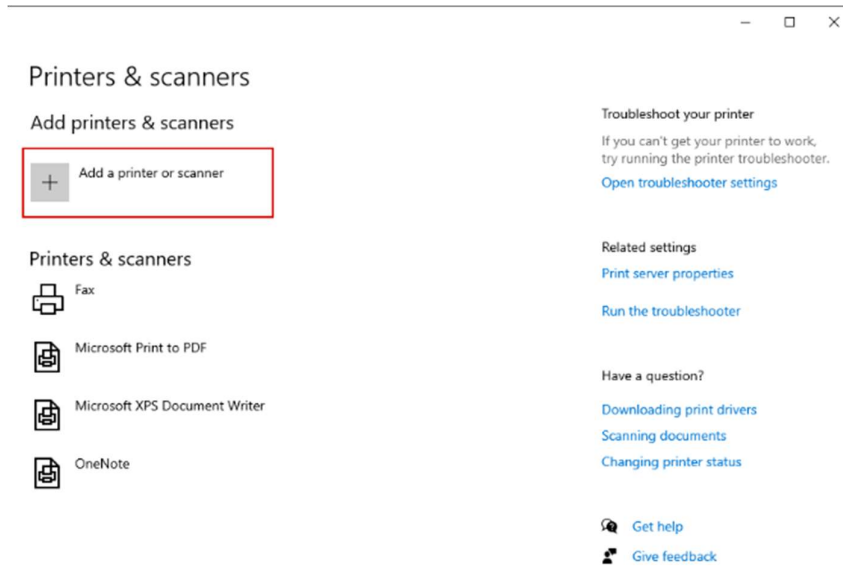 Printers & scanners
Add printers & scanners
Add a printer or scanner
Printers & scanners
Fax
Microsoft Print to PDF
Microsoft XPS Document Writer
OneNote
Troubleshoot your printer
If you can't get your printer to work,
try running the printer troubleshooter.
Open troubleshooter settings
Related settings
Print server properties
Run the troubleshooter
Have a question?
Downloading print drivers
Scanning documents
Changing printer status
Get help
Give feedback